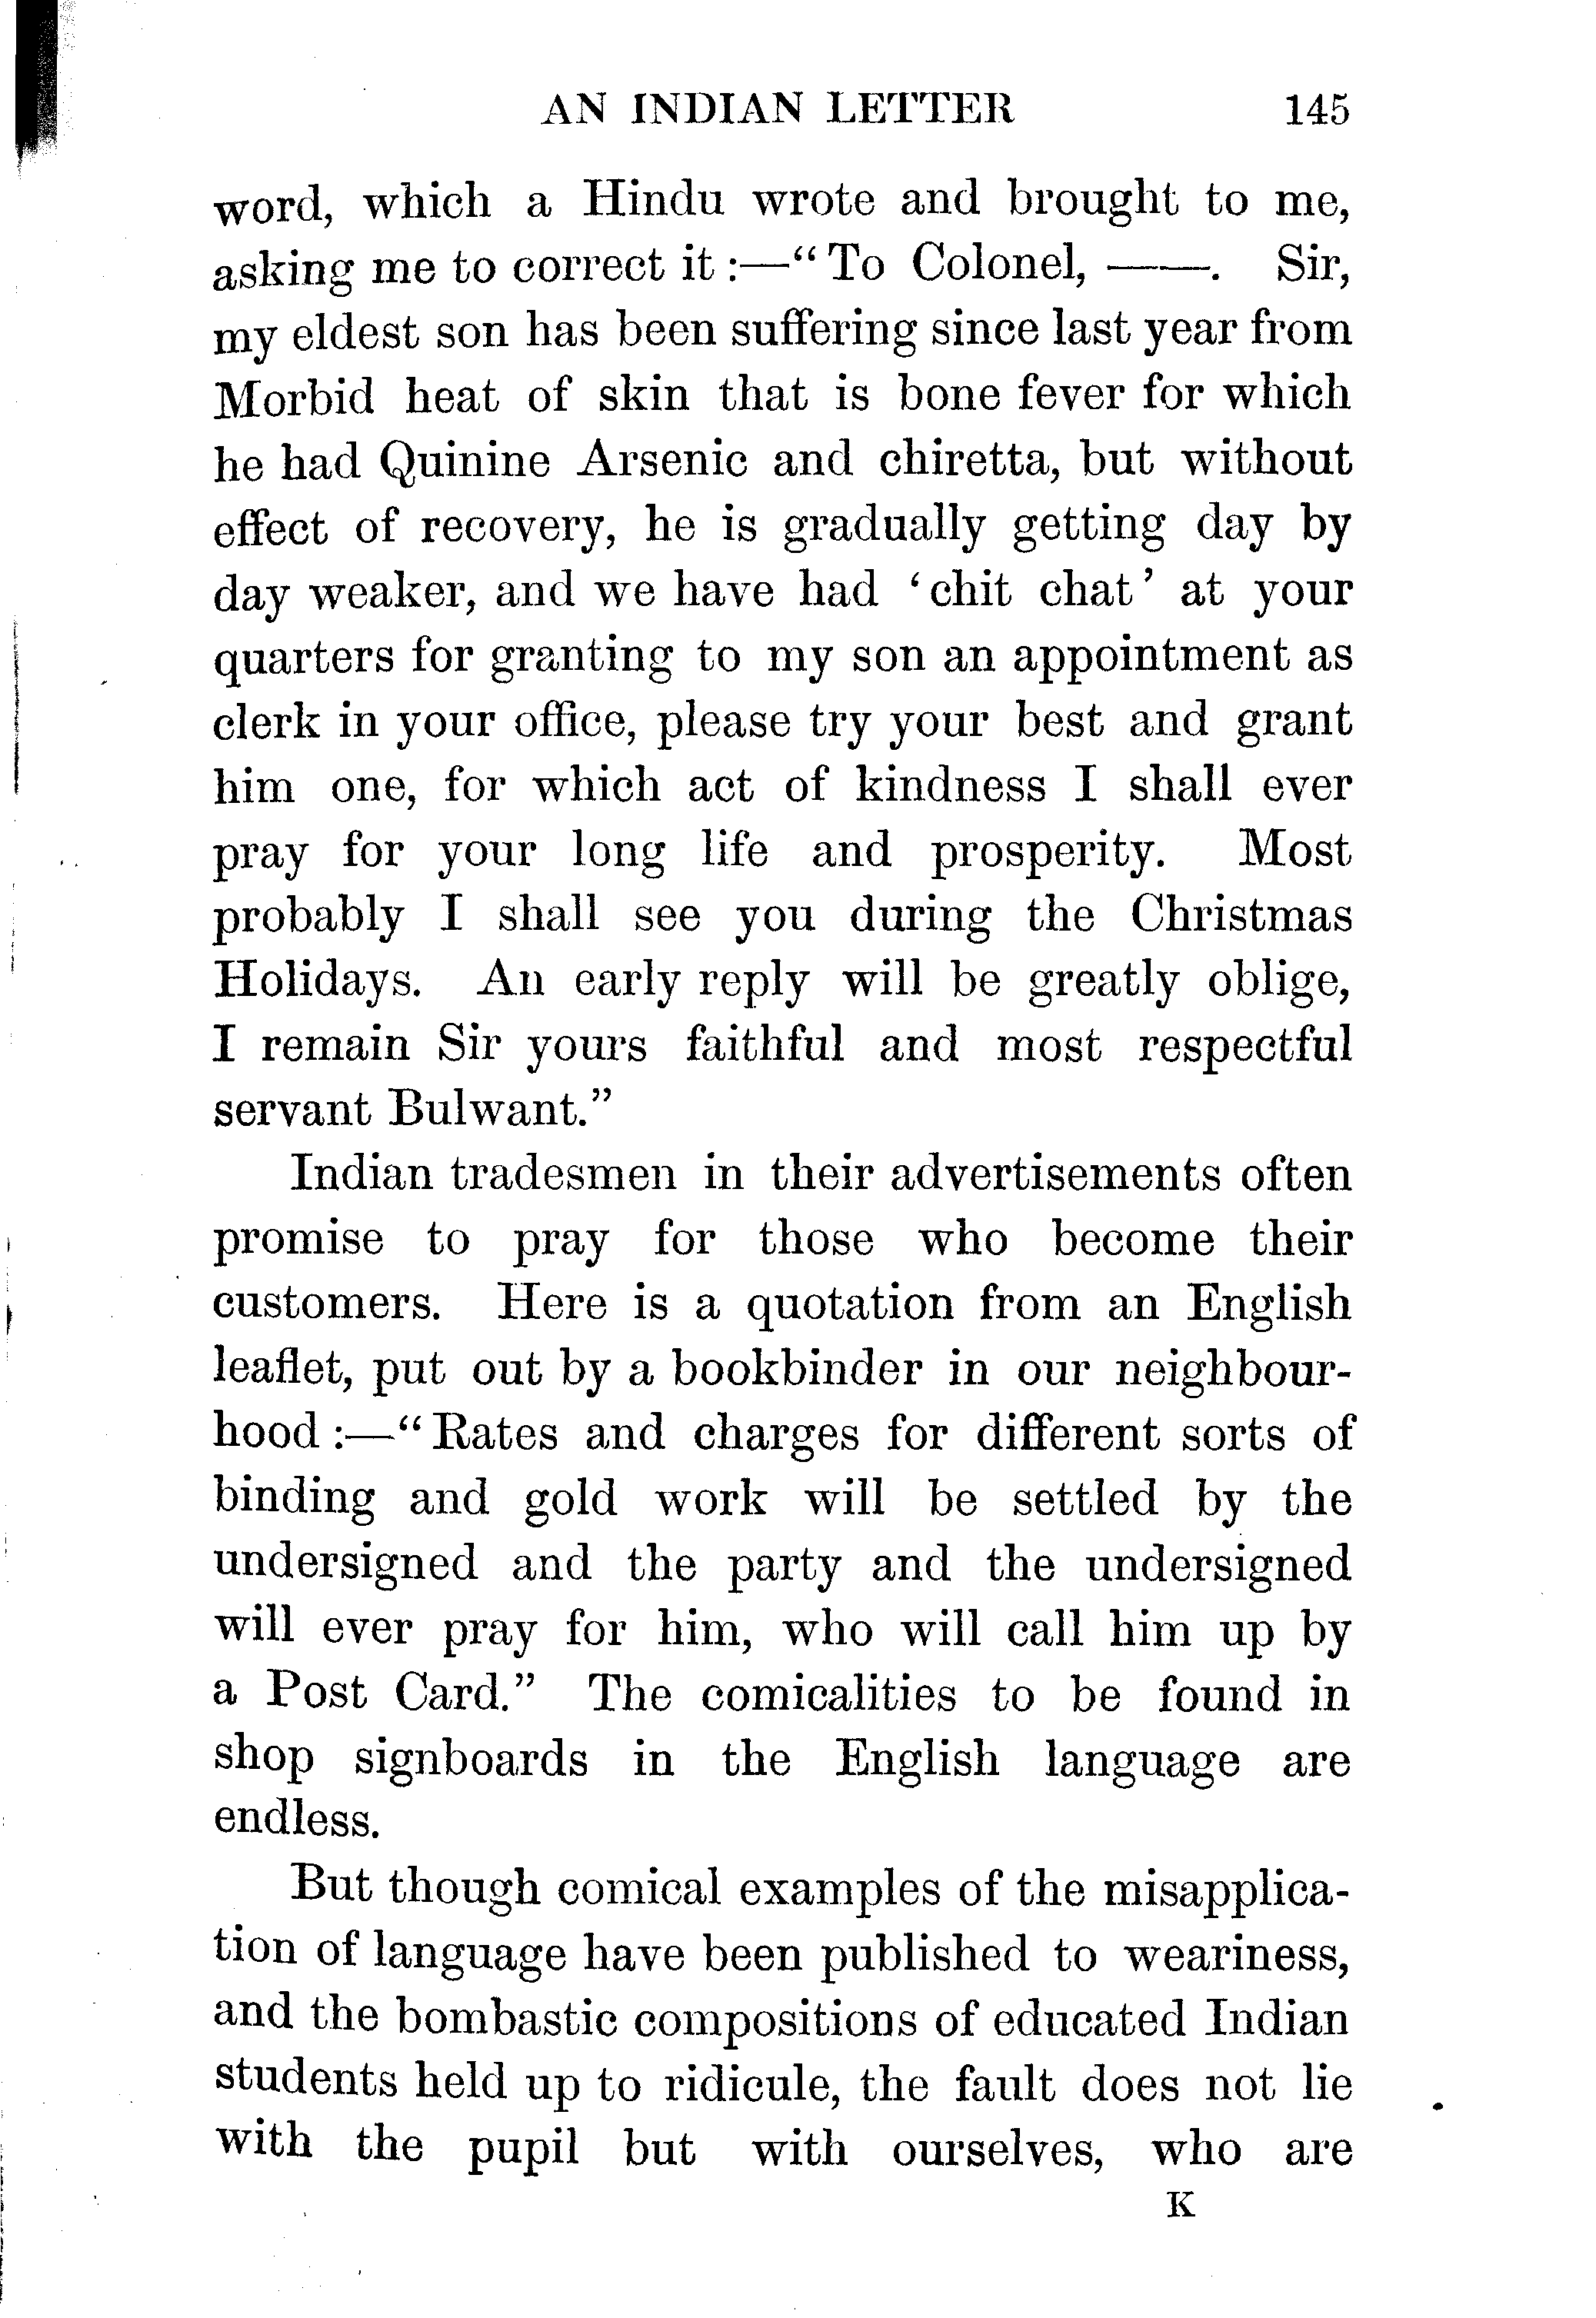 AN INDIAN LETTER 145
word, which a Hindu wrote and brought to me,
asking me to correct it :—“To Colonel, ——. Sir,
my eldest son has been suffering since last year from
Morbid heat of skin that is bone fever for which
he had Quinine Arsenic and chiretta, but without
effect of recovery, he is gradually getting day by
day weaker, and we have had ‘chit chat’ at your
quarters for granting to my son an appointment as
clerk in your office, please try your best and grant
him one, for which act of kindness I shall ever
pray for your long life and prosperity. Most
probably I shall see you during the Christmas
Holidays. An early reply will be greatly oblige,
I remain Sir yours faithful and most respectful
servant Bulwant.”
Indian tradesmen in their advertisements often
promise to pray for those who become their
customers. Here is a quotation from an English
leaflet, put out by a bookbinder in our neighbour-
hood :—“Rates and charges for different sorts of
binding and gold work will be settled by the
undersigned and the party and the undersigned
will ever pray for him, who will call him up by
a Post Card.” The comicalities to be found in
shop signboards in the English language are
endless.
But though comical examples of the misapplica-
tion of language have been published to weariness,
and the bombastic compositions of educated Indian
students held up to ridicule, the fault does not lie
with the pupil but with ourselves, who are
K